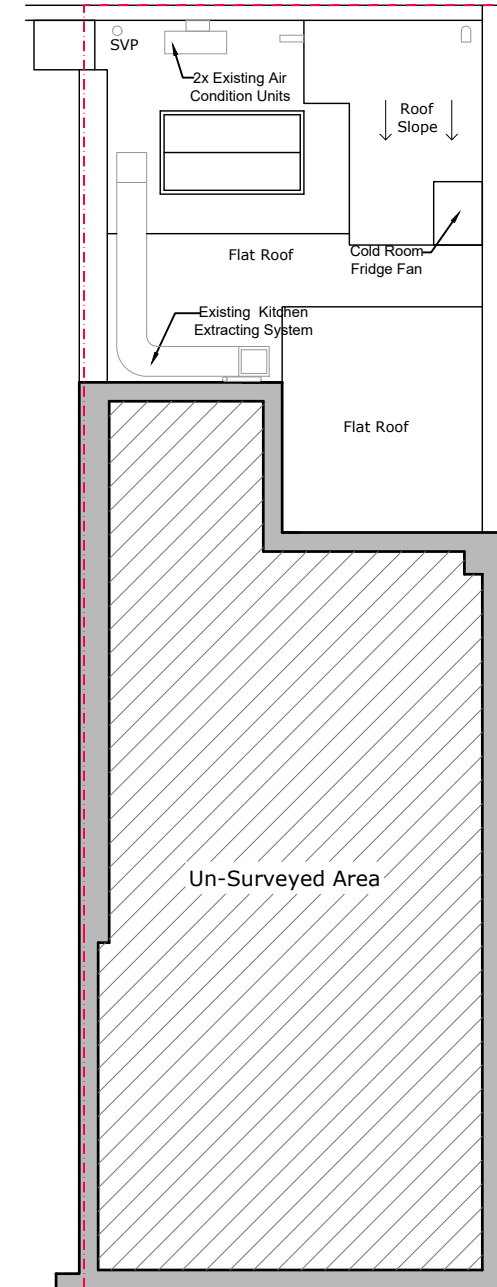 SVP
2x Existing Air
Condition Units
Roof
Slope
Flat Roof
Cold Room
Fridge Fan
Existing Kitchen
Extracting System
Flat Roof
Un-Surveyed Area